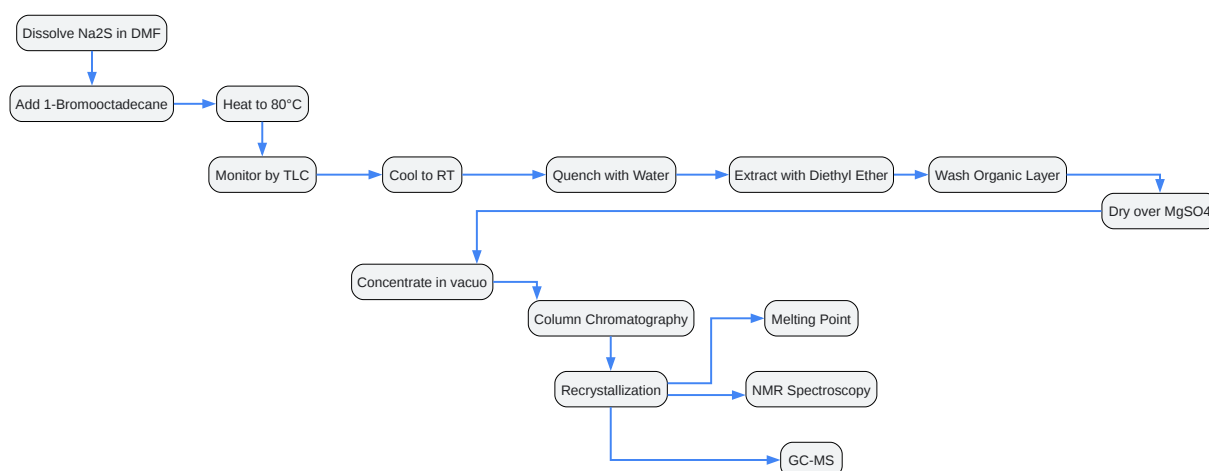 Dissolve Na2S in DMF
Add 1-Bromooctadecane
Heat to 80°C
Monitor by TLC
Cool to RT
Quench with Water
Extract with Diethyl Ether
Wash Organic Layer
Dry over MgSO4
Concentrate in vacuo
Column Chromatography
Melting Point
Recrystallization
NMR Spectroscopy
GC-MS